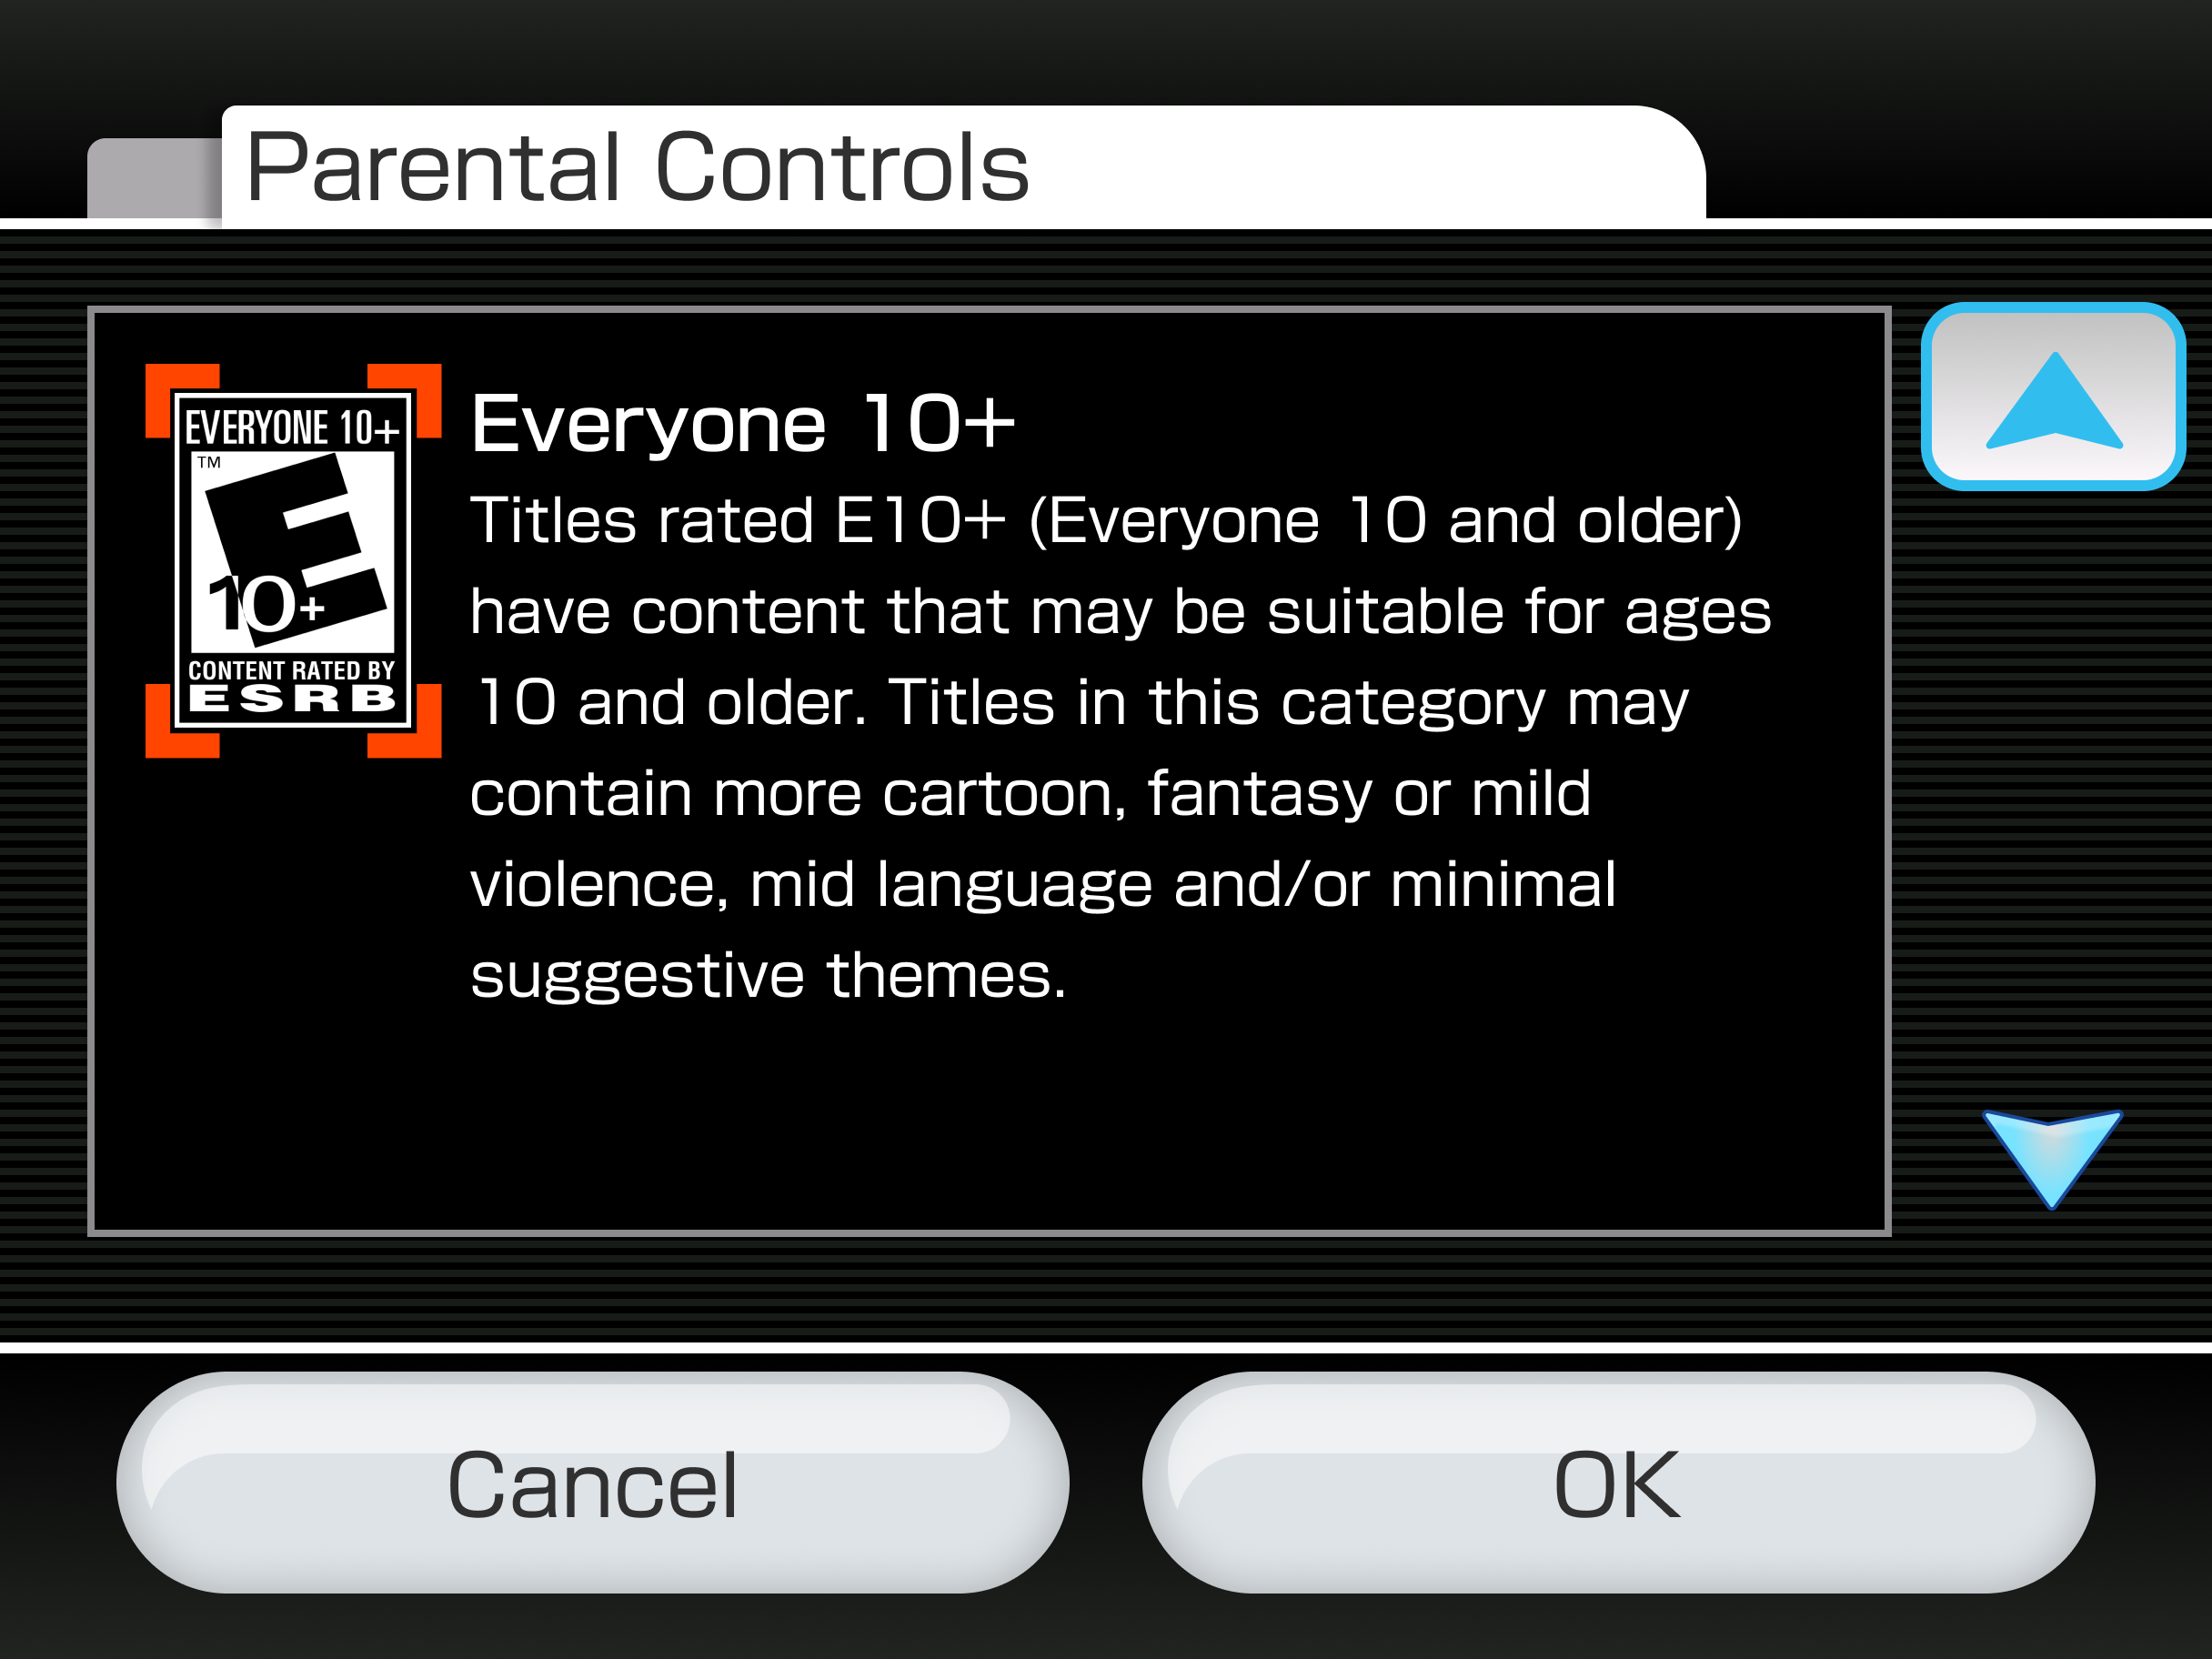 Parental Controls
EVERYONE 10+
TM
E
10+
CONTENT RATED BY
ESRB
Everyone 10+
Titles rated E10+ (Everyone 10 and older)
have content that may be suitable for ages
10 and older. Titles in this category may
contain more cartoon, fantasy or mild
violence, mid language and/or minimal
suggestive themes.
Cancel
OK